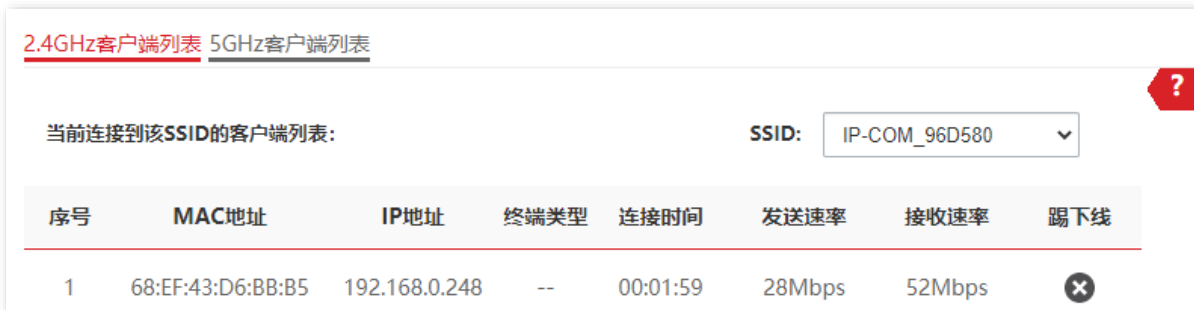 2.4GHz客户端列表 5GHz客户端列表
?
当前连接到该SSID的客户端列表: SSID: IP-COM_96D580
序号 MAC地址 IP地址 终端类型 连接时间 发送速率 接收速率 踢下线
1 68:EF:43:D6:BB:B5 192.168.0.248 -- 00:01:59 28Mbps 52Mbps